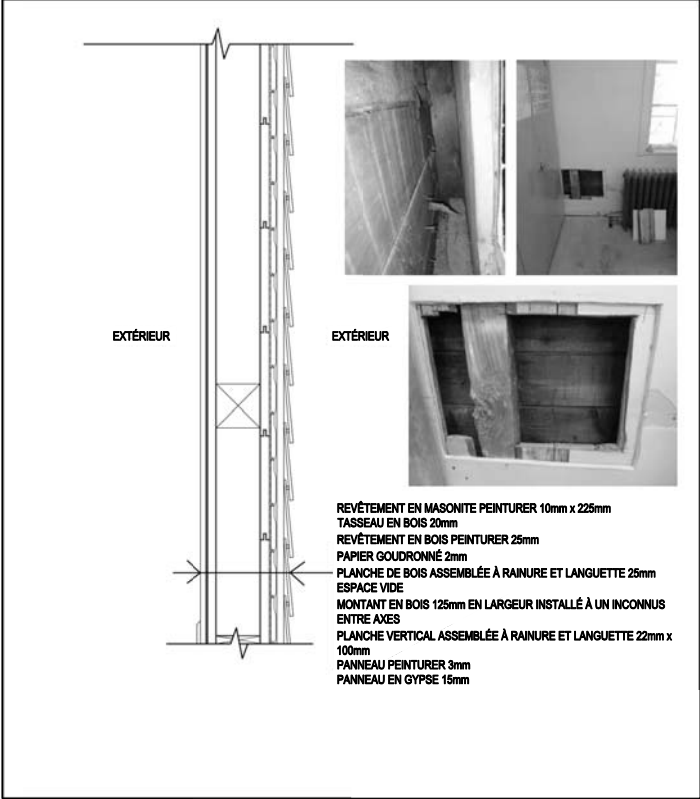 EXTÉRIEUR
EXTÉRIEUR
REVÊTEMENT EN MASONITE PEINTURER 10mm x 225mm
TASSEAU EN BOIS 20mm
REVÊTEMENT EN BOIS PEINTURER 25mm
PAPIER GOUDRONNÉ 2mm
PLANCHE DE BOIS ASSEMBLÉE À RAINURE ET LANGUETTE 25mm
ESPACE VIDE
MONTANT EN BOIS 125mm EN LARGEUR INSTALLÉ À UN INCONNUS
ENTRE AXES
PLANCHE VERTICAL ASSEMBLÉE À RAINURE ET LANGUETTE 22mm x
100mm
PANNEAU PEINTURER 3mm
PANNEAU EN GYPSE 15mm